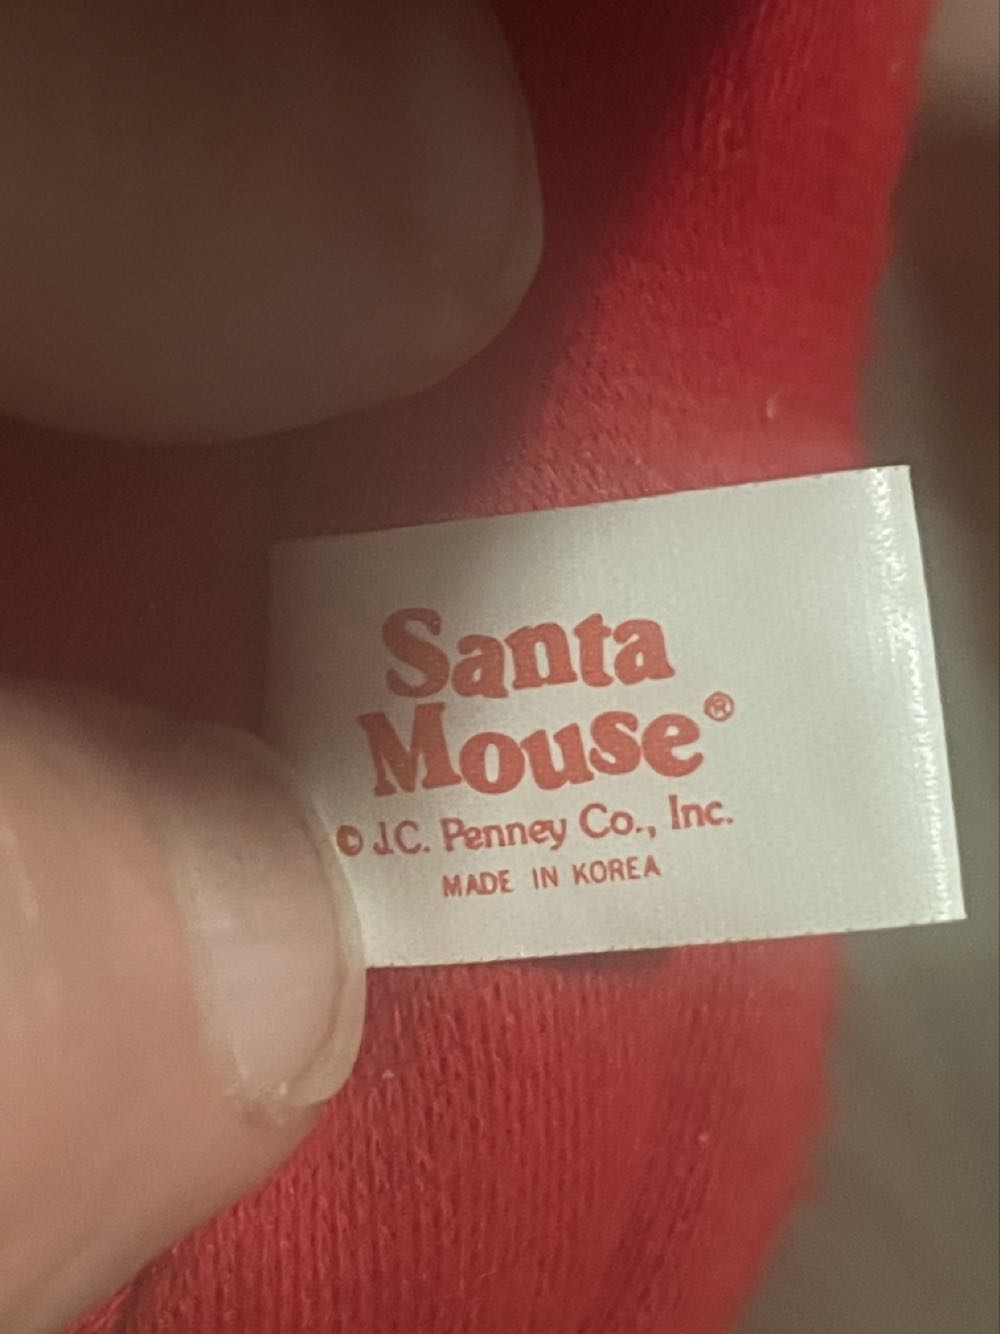 Santa
Mouse®
© J.C. Penney Co., Inc.
MADE IN KOREA